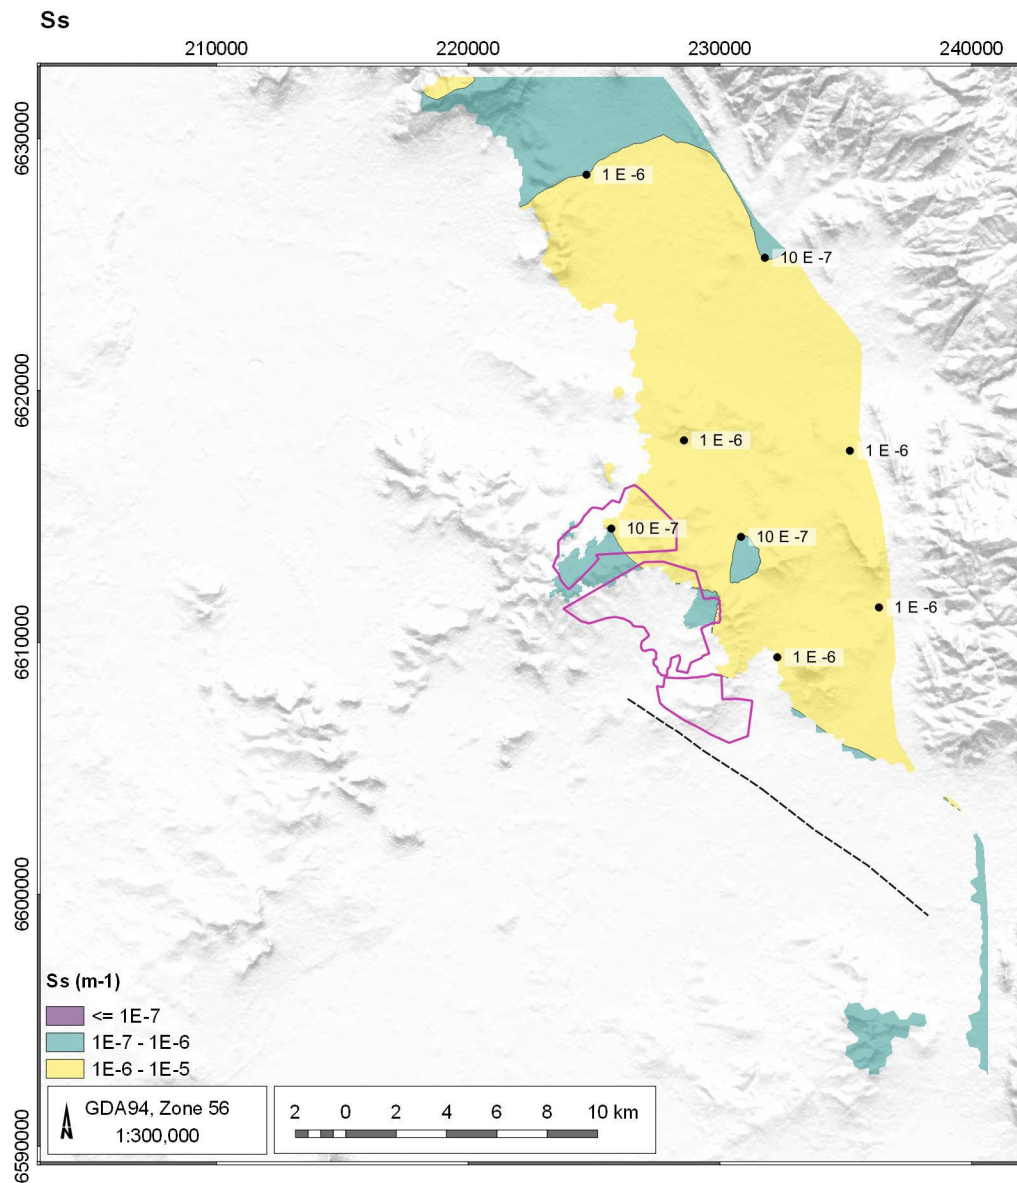 Ss
210000 220000 230000 240000
6630000
1 E -6
10 E -7
6620000
1 E -6
1 E -6
10 E -7
10 E -7
1 E -6
6610000
1 E -6
6600000
Ss (m-1)
<= 1E-7
1E-7 - 1E-6
1E-6 - 1E-5
N
GDA94, Zone 56
1:300,000
2 0 2 4 6 8 10 km
6590000